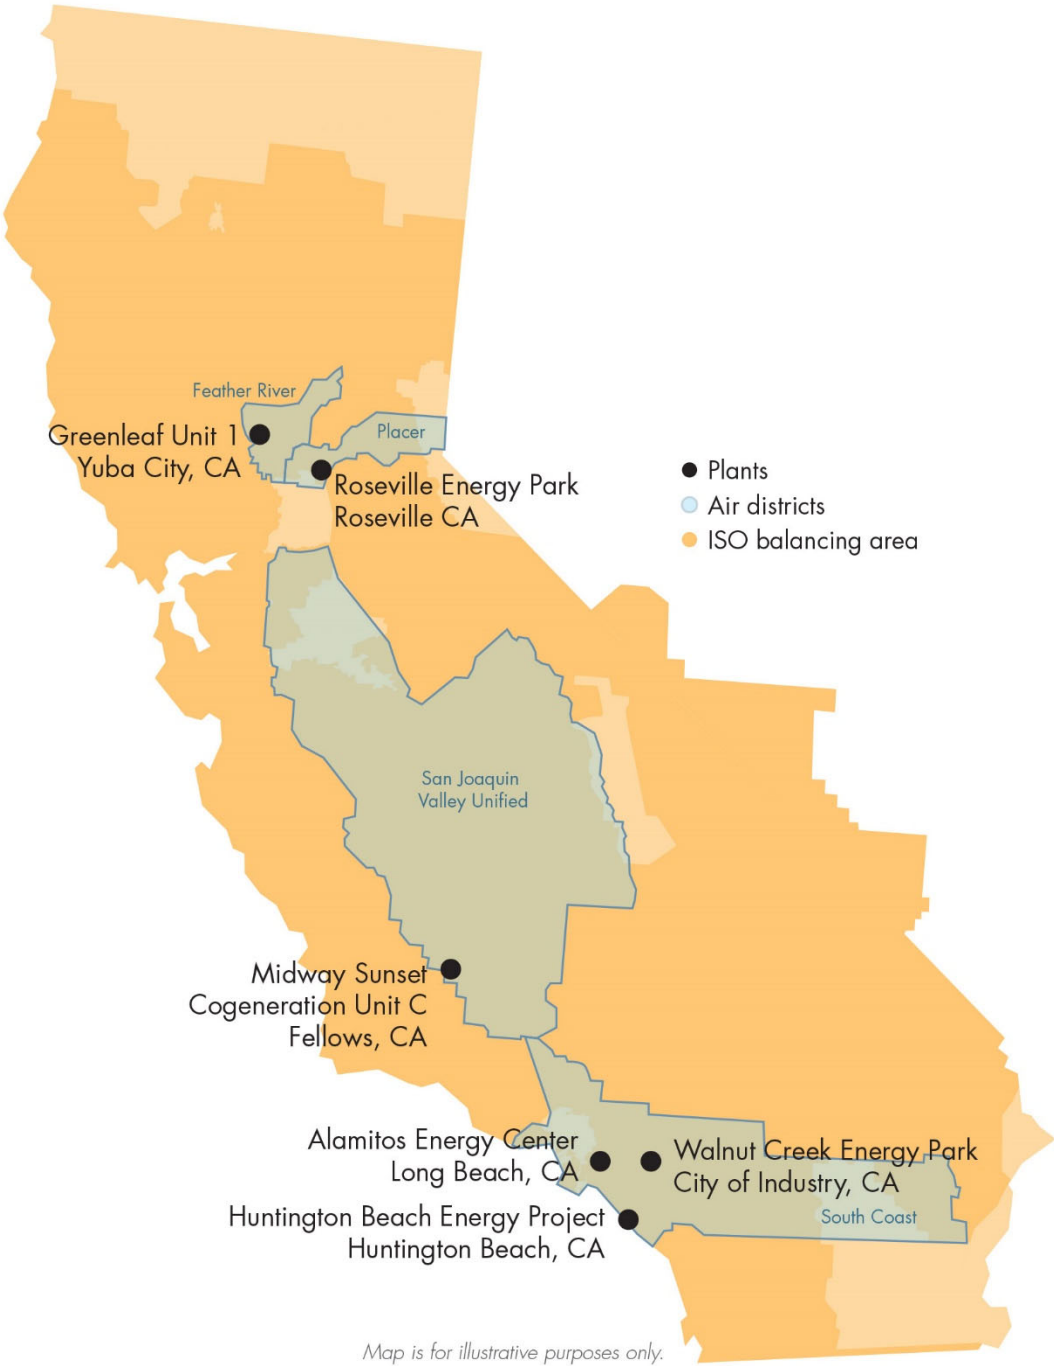 Feather River
Greenleaf Unit 1
Yuba City, CA
Placer
Roseville Energy Park
Roseville CA
Plants
Air districts
ISO balancing area
San Joaquin
Valley Unified
Midway Sunset
Cogeneration Unit C
Fellows, CA
Alamitos Energy Center
Long Beach, CA
Walnut Creek Energy Park
City of Industry, CA
South Coast
Huntington Beach Energy Project
Huntington Beach, CA
Map is for illustrative purposes only.